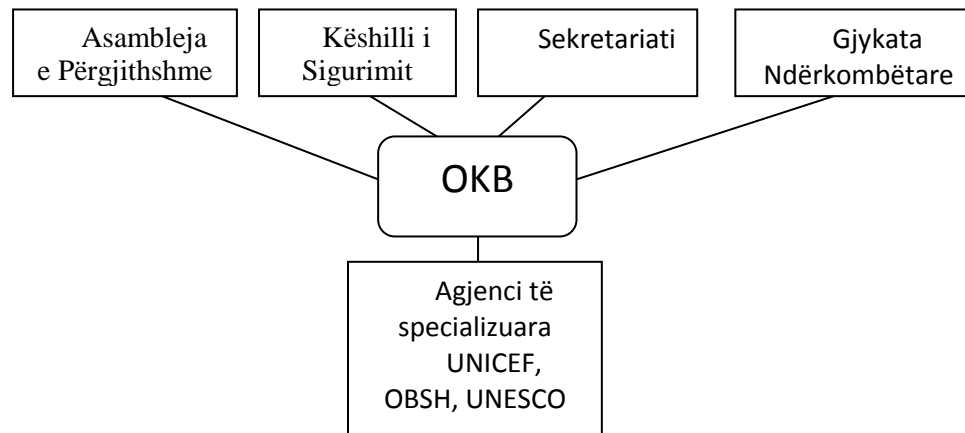 Asambleja
e Përgjithshme
Këshilli i
Sigurimit
Sekretariati
Gjykata
Ndërkombëtare
OKB
Agjenci të
specializuara
UNICEF,
OBSH, UNESCO